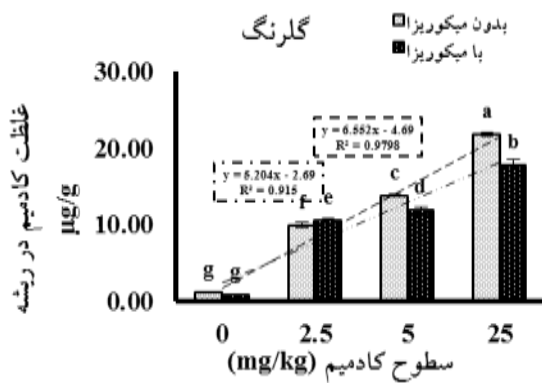 گلرنگ
بدون میکوریزا
با میکوریزا
غلظت کادمیم در ریشه
µg/g
30.00
20.00
10.00
0.00
y = 6.552x - 4.69
R² = 0.9798
y = 5.204x - 2.69
R² = 0.915
g g f e c d a b
0 2.5 5 25
سطوح کادمیم (mg/kg)